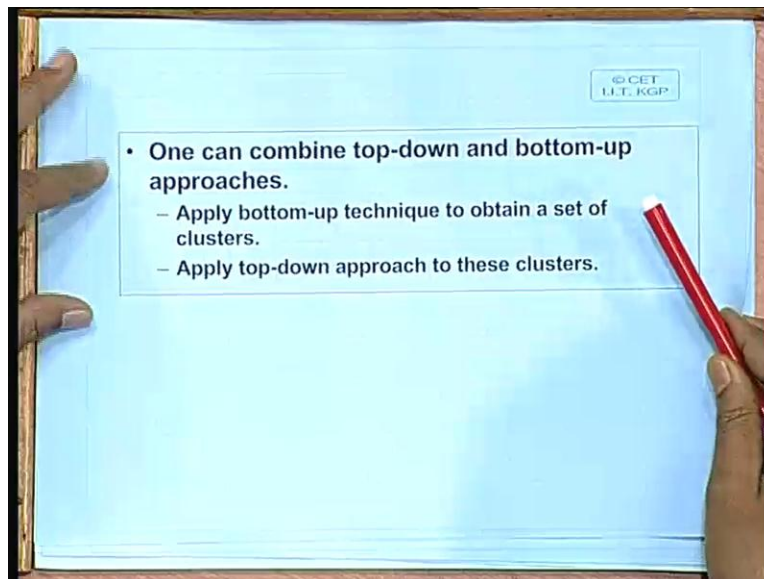 © CET
I.I.T. KGP
• One can combine top-down and bottom-up
approaches.
– Apply bottom-up technique to obtain a set of
clusters.
– Apply top-down approach to these clusters.